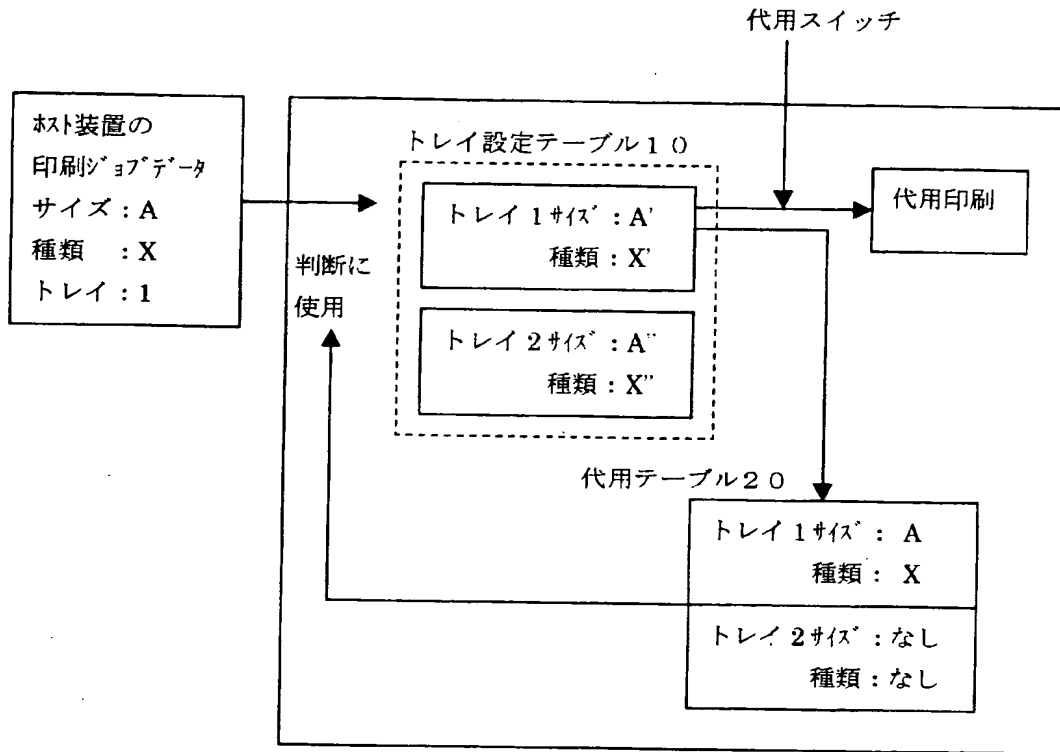 代用スイッチ
ﾎｽﾄ装置の
印刷ｼﾞｮﾌﾞﾃﾞｰﾀ
サイズ：A
種類　：X
トレイ：1
トレイ設定テーブル１０
トレイ1ｻｲｽﾞ：A'
種類：X'
トレイ2ｻｲｽﾞ：A''
種類：X''
代用印刷
判断に
使用
代用テーブル２０
トレイ1ｻｲｽﾞ：A
種類：X
トレイ2ｻｲｽﾞ：なし
種類：なし